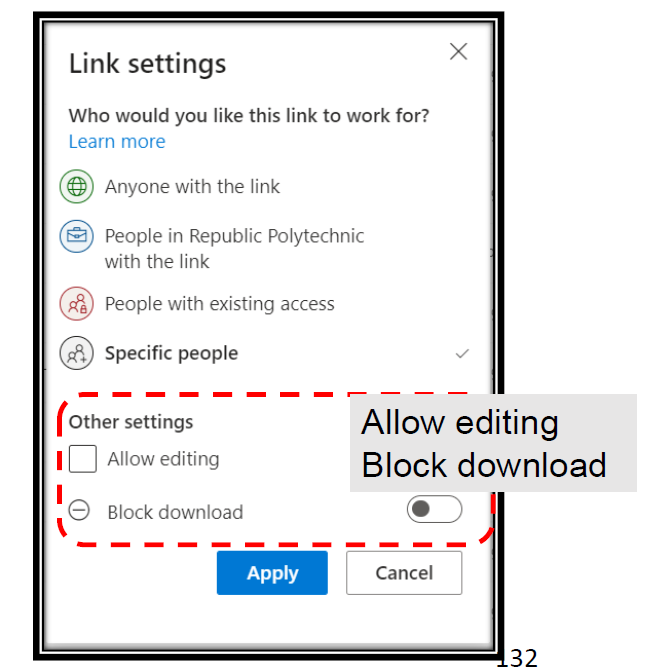 Link settings
Who would you like this link to work for?
Learn more
Anyone with the link
People in Republic Polytechnic
with the link
People with existing access
Specific people
Other settings
Allow editing
Block download
Allow editing
Block download
Apply
Cancel
132